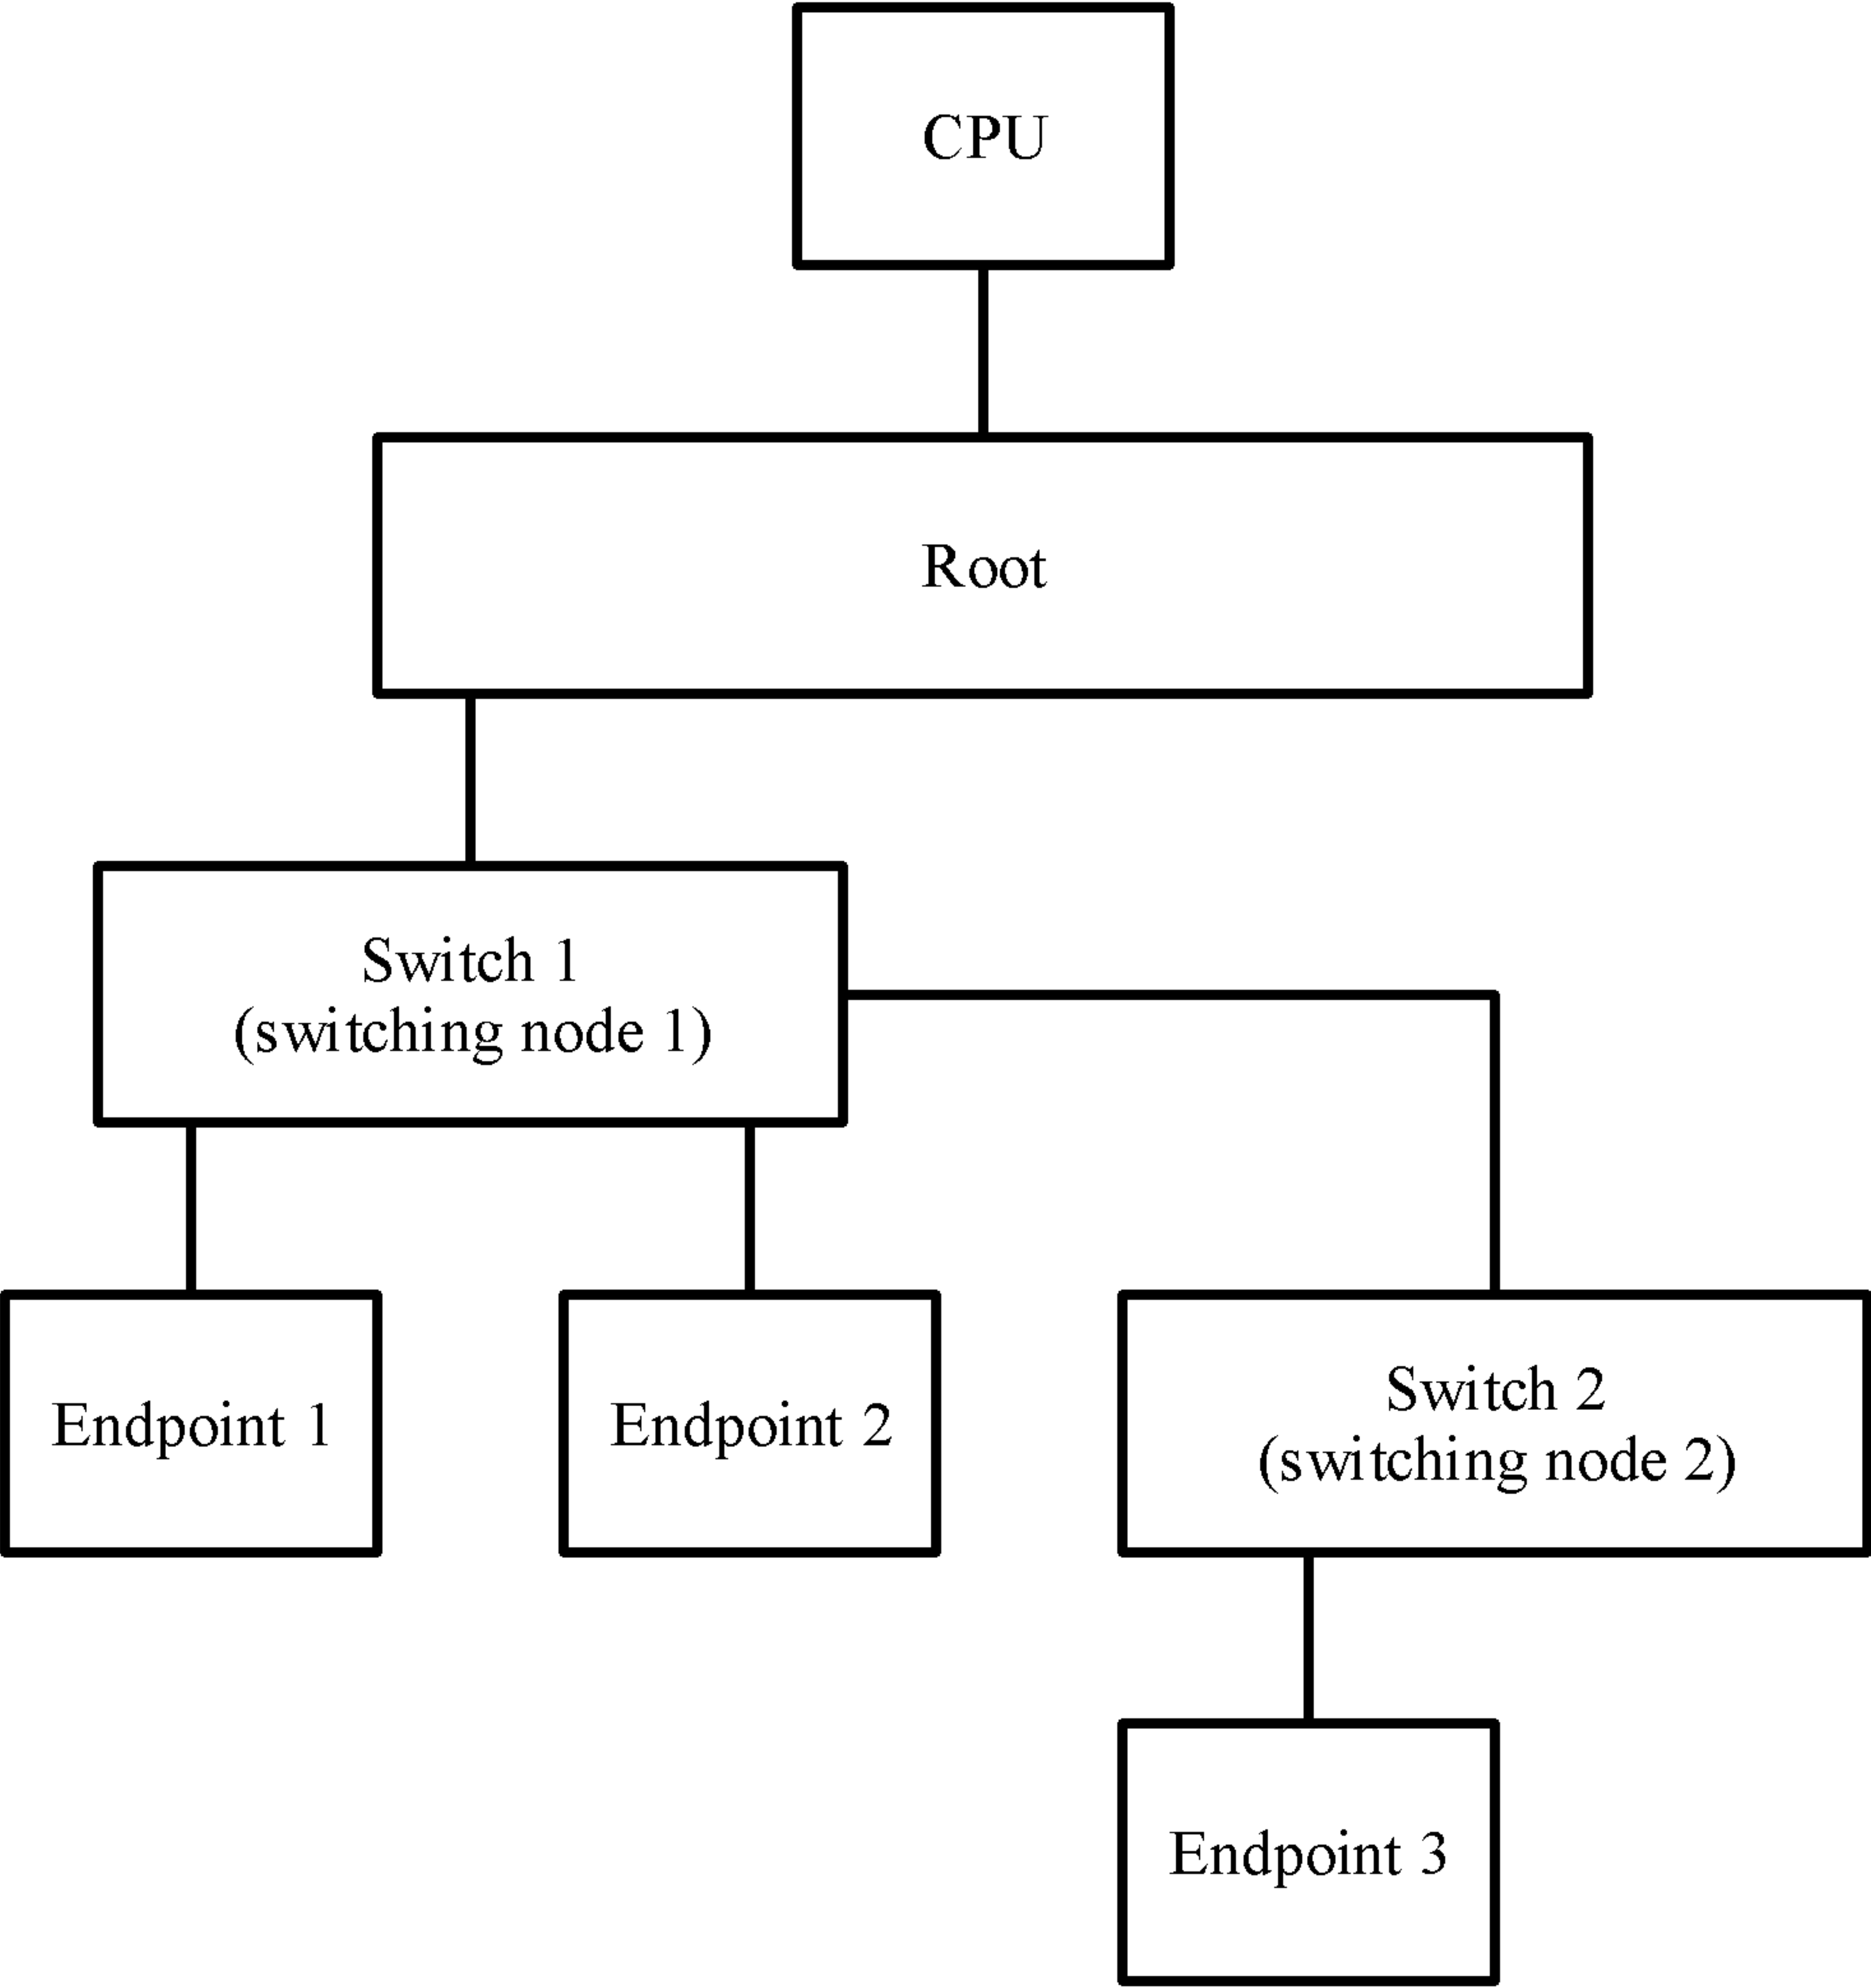 CPU
Root
Switch 1
(switching node 1)
Endpoint 1
Endpoint 2
Switch 2
(switching node 2)
Endpoint 3